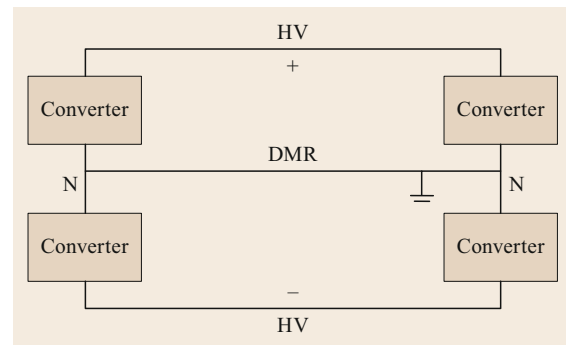 HV
+
Converter Converter
DMR
N N
Converter Converter
−
HV